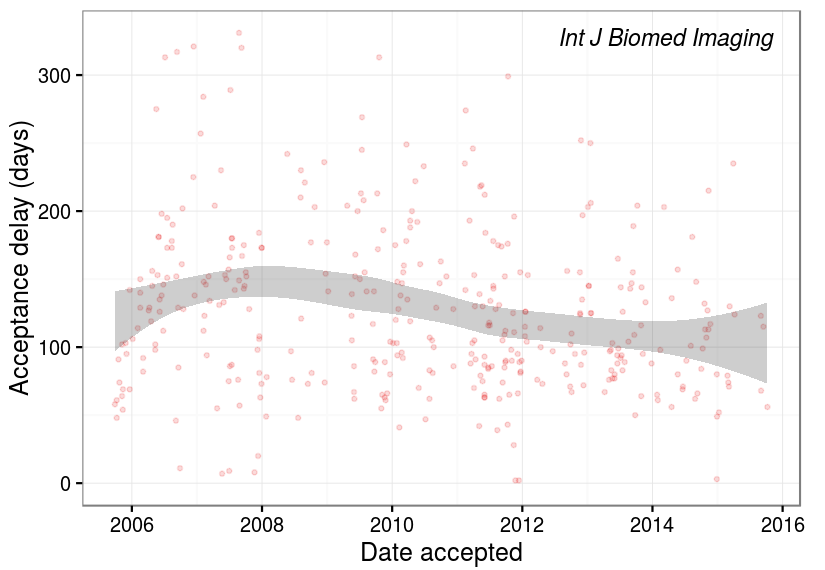 Int J Biomed Imaging
Acceptance delay (days)
300
200
100
0
2006 2008 2010 2012 2014 2016
Date accepted